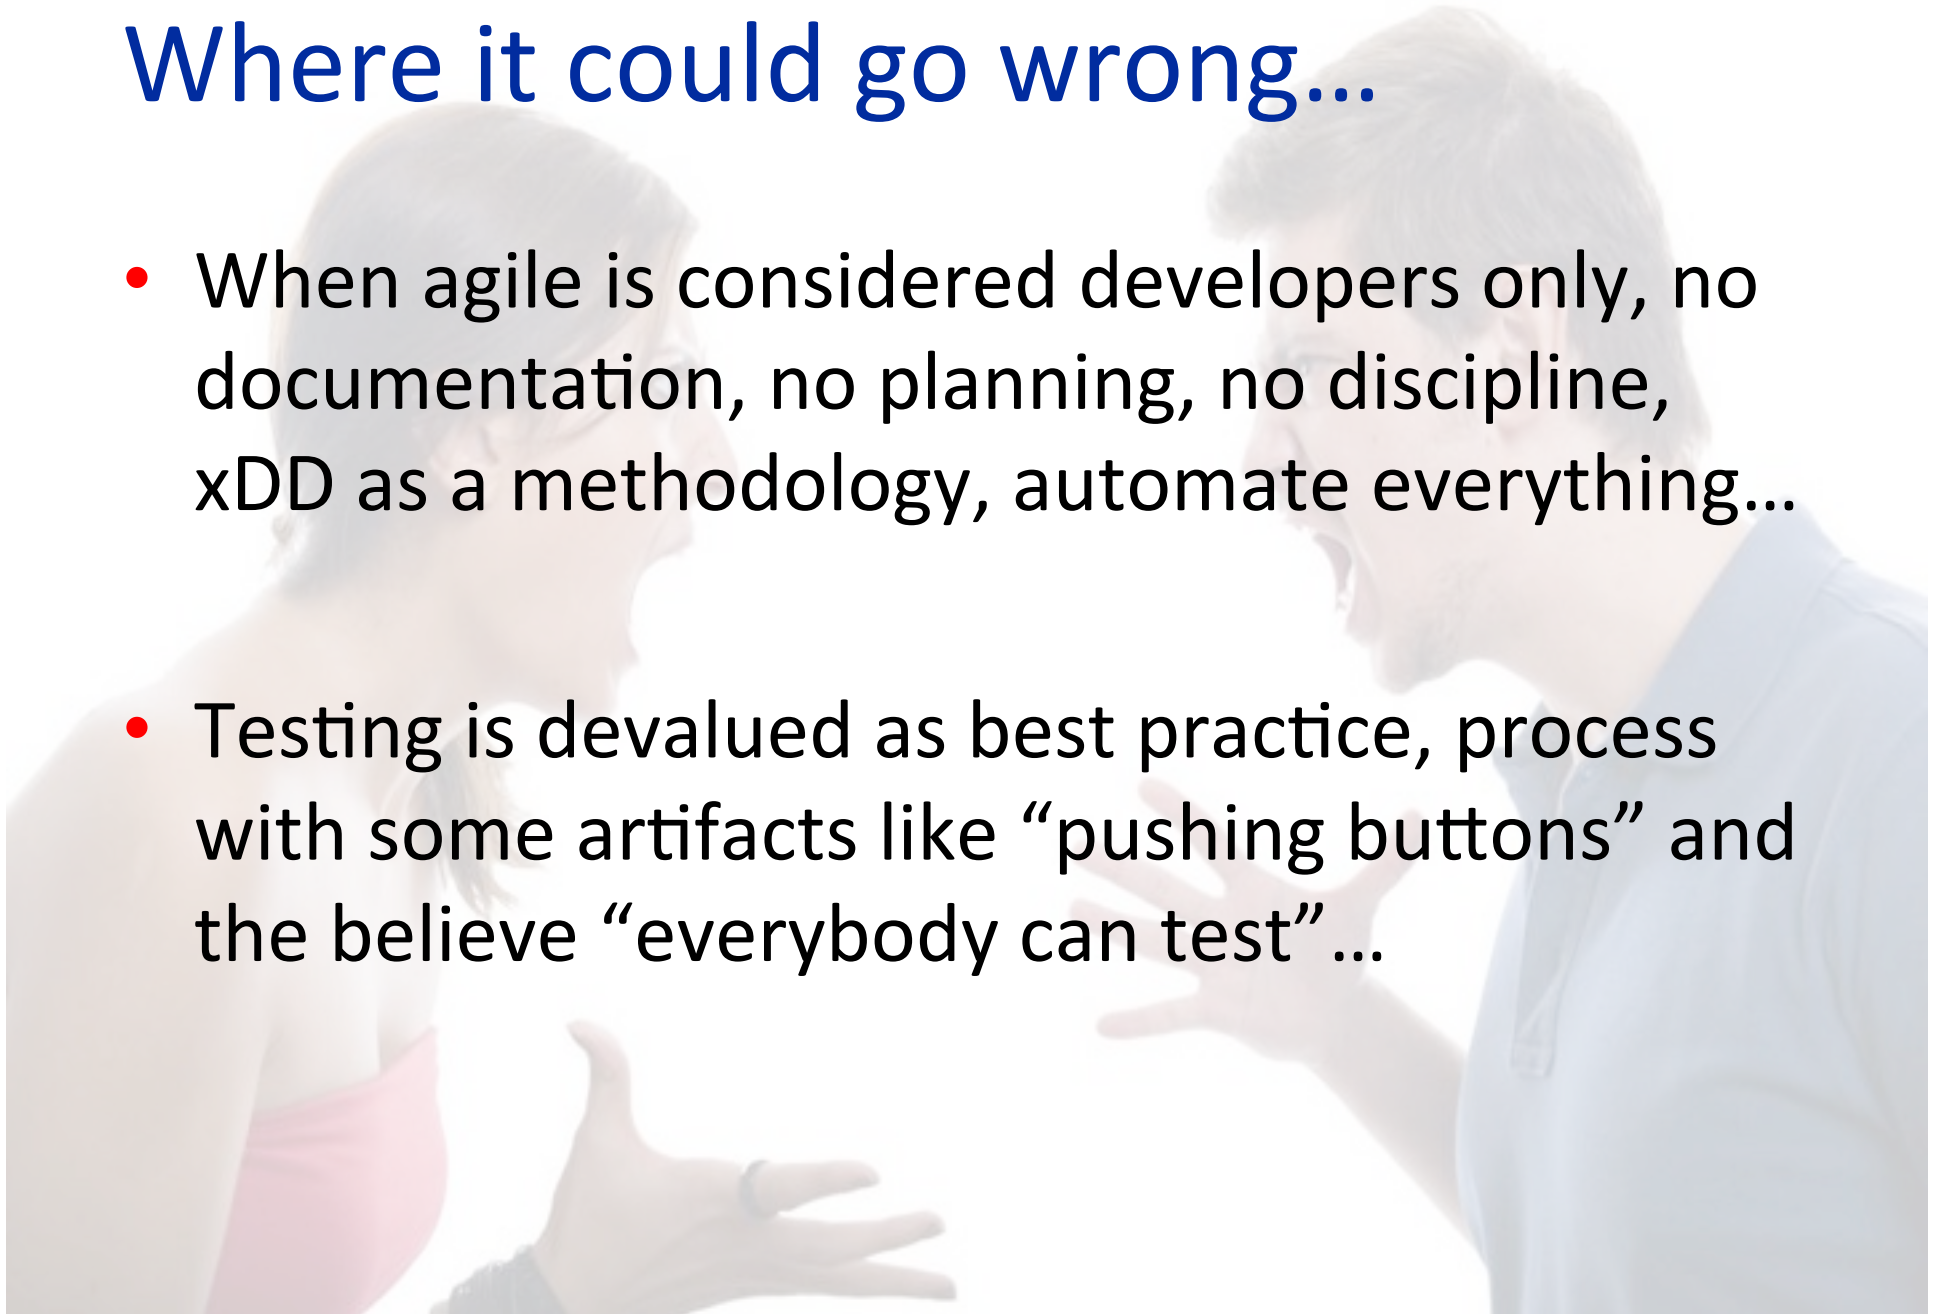 Where it could go wrong…
• When agile is considered developers only, no
documentation, no planning, no discipline,
xDD as a methodology, automate everything…
• Testing is devalued as best practice, process
with some artifacts like “pushing buttons” and
the believe “everybody can test”…